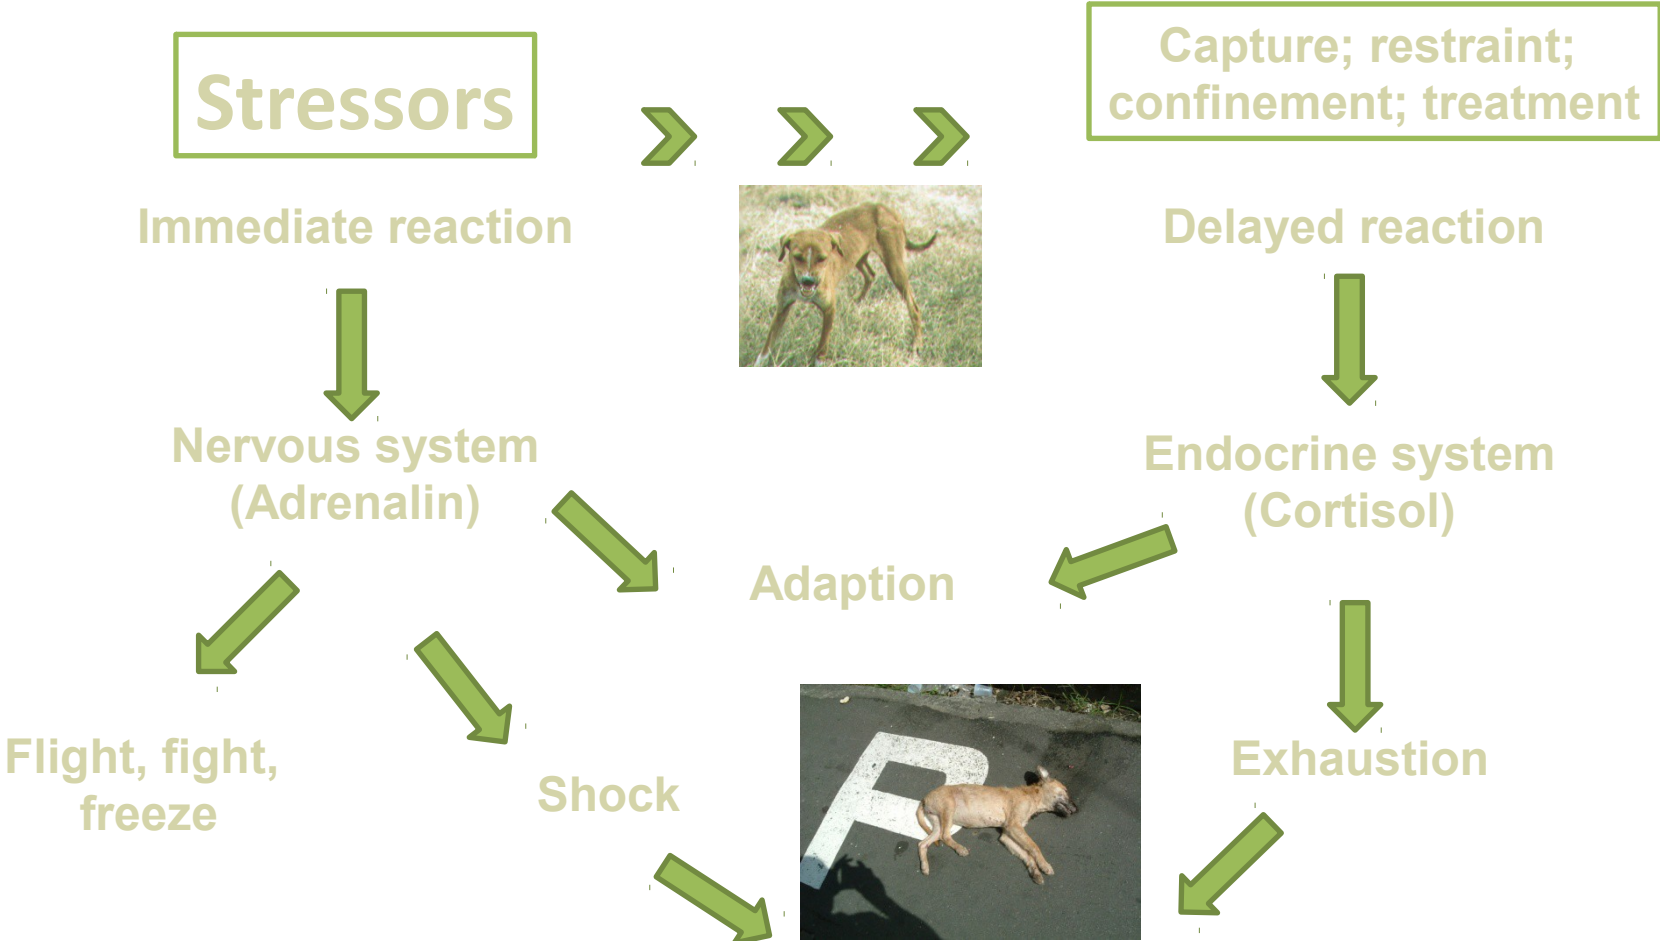 Stressors
Capture; restraint;
confinement; treatment
Immediate reaction
Delayed reaction
Nervous system
(Adrenalin)
Endocrine system
(Cortisol)
Adaption
Flight, fight,
freeze
Shock
Exhaustion
P